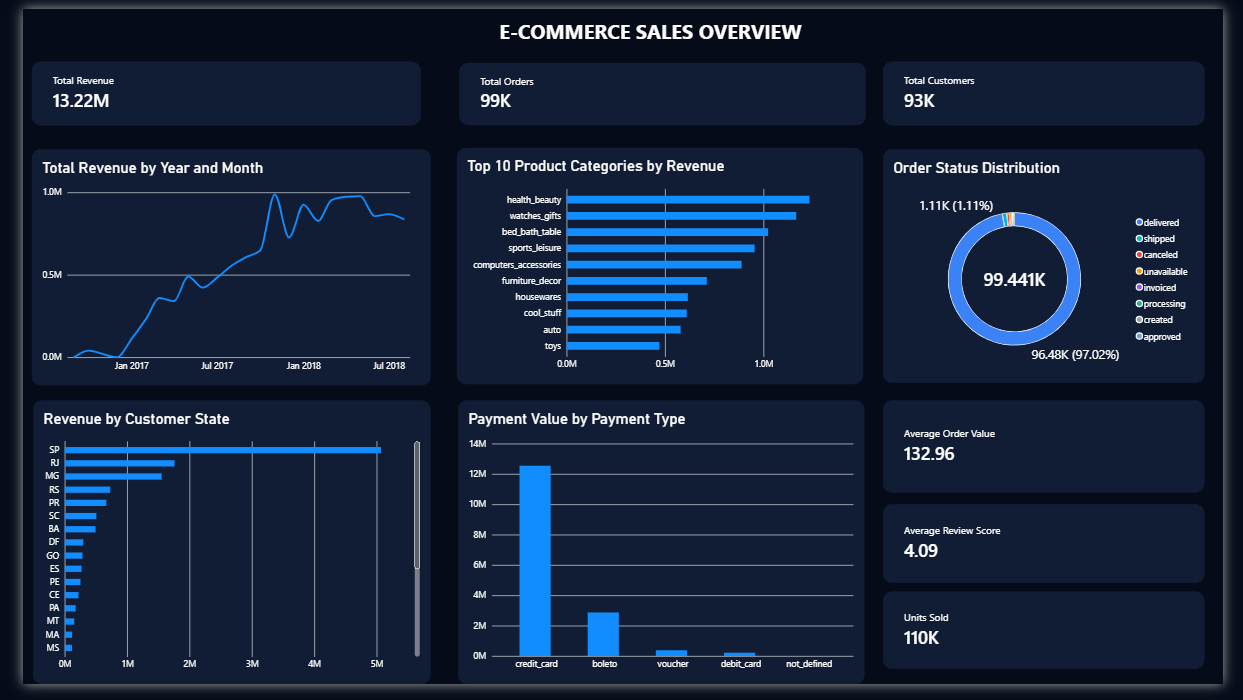 E-COMMERCE SALES OVERVIEW
Total Revenue
13.22M
Total Orders
99K
Total Customers
93K
Total Revenue by Year and Month
1.0M
0.5M
0.0M
Jan 2017
Jul 2017
Jan 2018
Jul 2018
Top 10 Product Categories by Revenue
health_beauty
watches_gifts
bed_bath_table
sports_leisure
computers_accessories
furniture_decor
housewares
cool_stuff
auto
toys
0.0M
0.5M
1.0M
Order Status Distribution
1.11K (1.11%)
99.441K
96.48K (97.02%)
delivered
shipped
canceled
unavailable
invoiced
processing
created
approved
Revenue by Customer State
SP
RJ
MG
RS
PR
SC
BA
DF
GO
ES
PE
CE
PA
MT
MA
MS
0M
1M
2M
3M
4M
5M
Payment Value by Payment Type
14M
12M
10M
8M
6M
4M
2M
0M
credit_card
boleto
voucher
debit_card
not_defined
Average Order Value
132.96
Average Review Score
4.09
Units Sold
110K